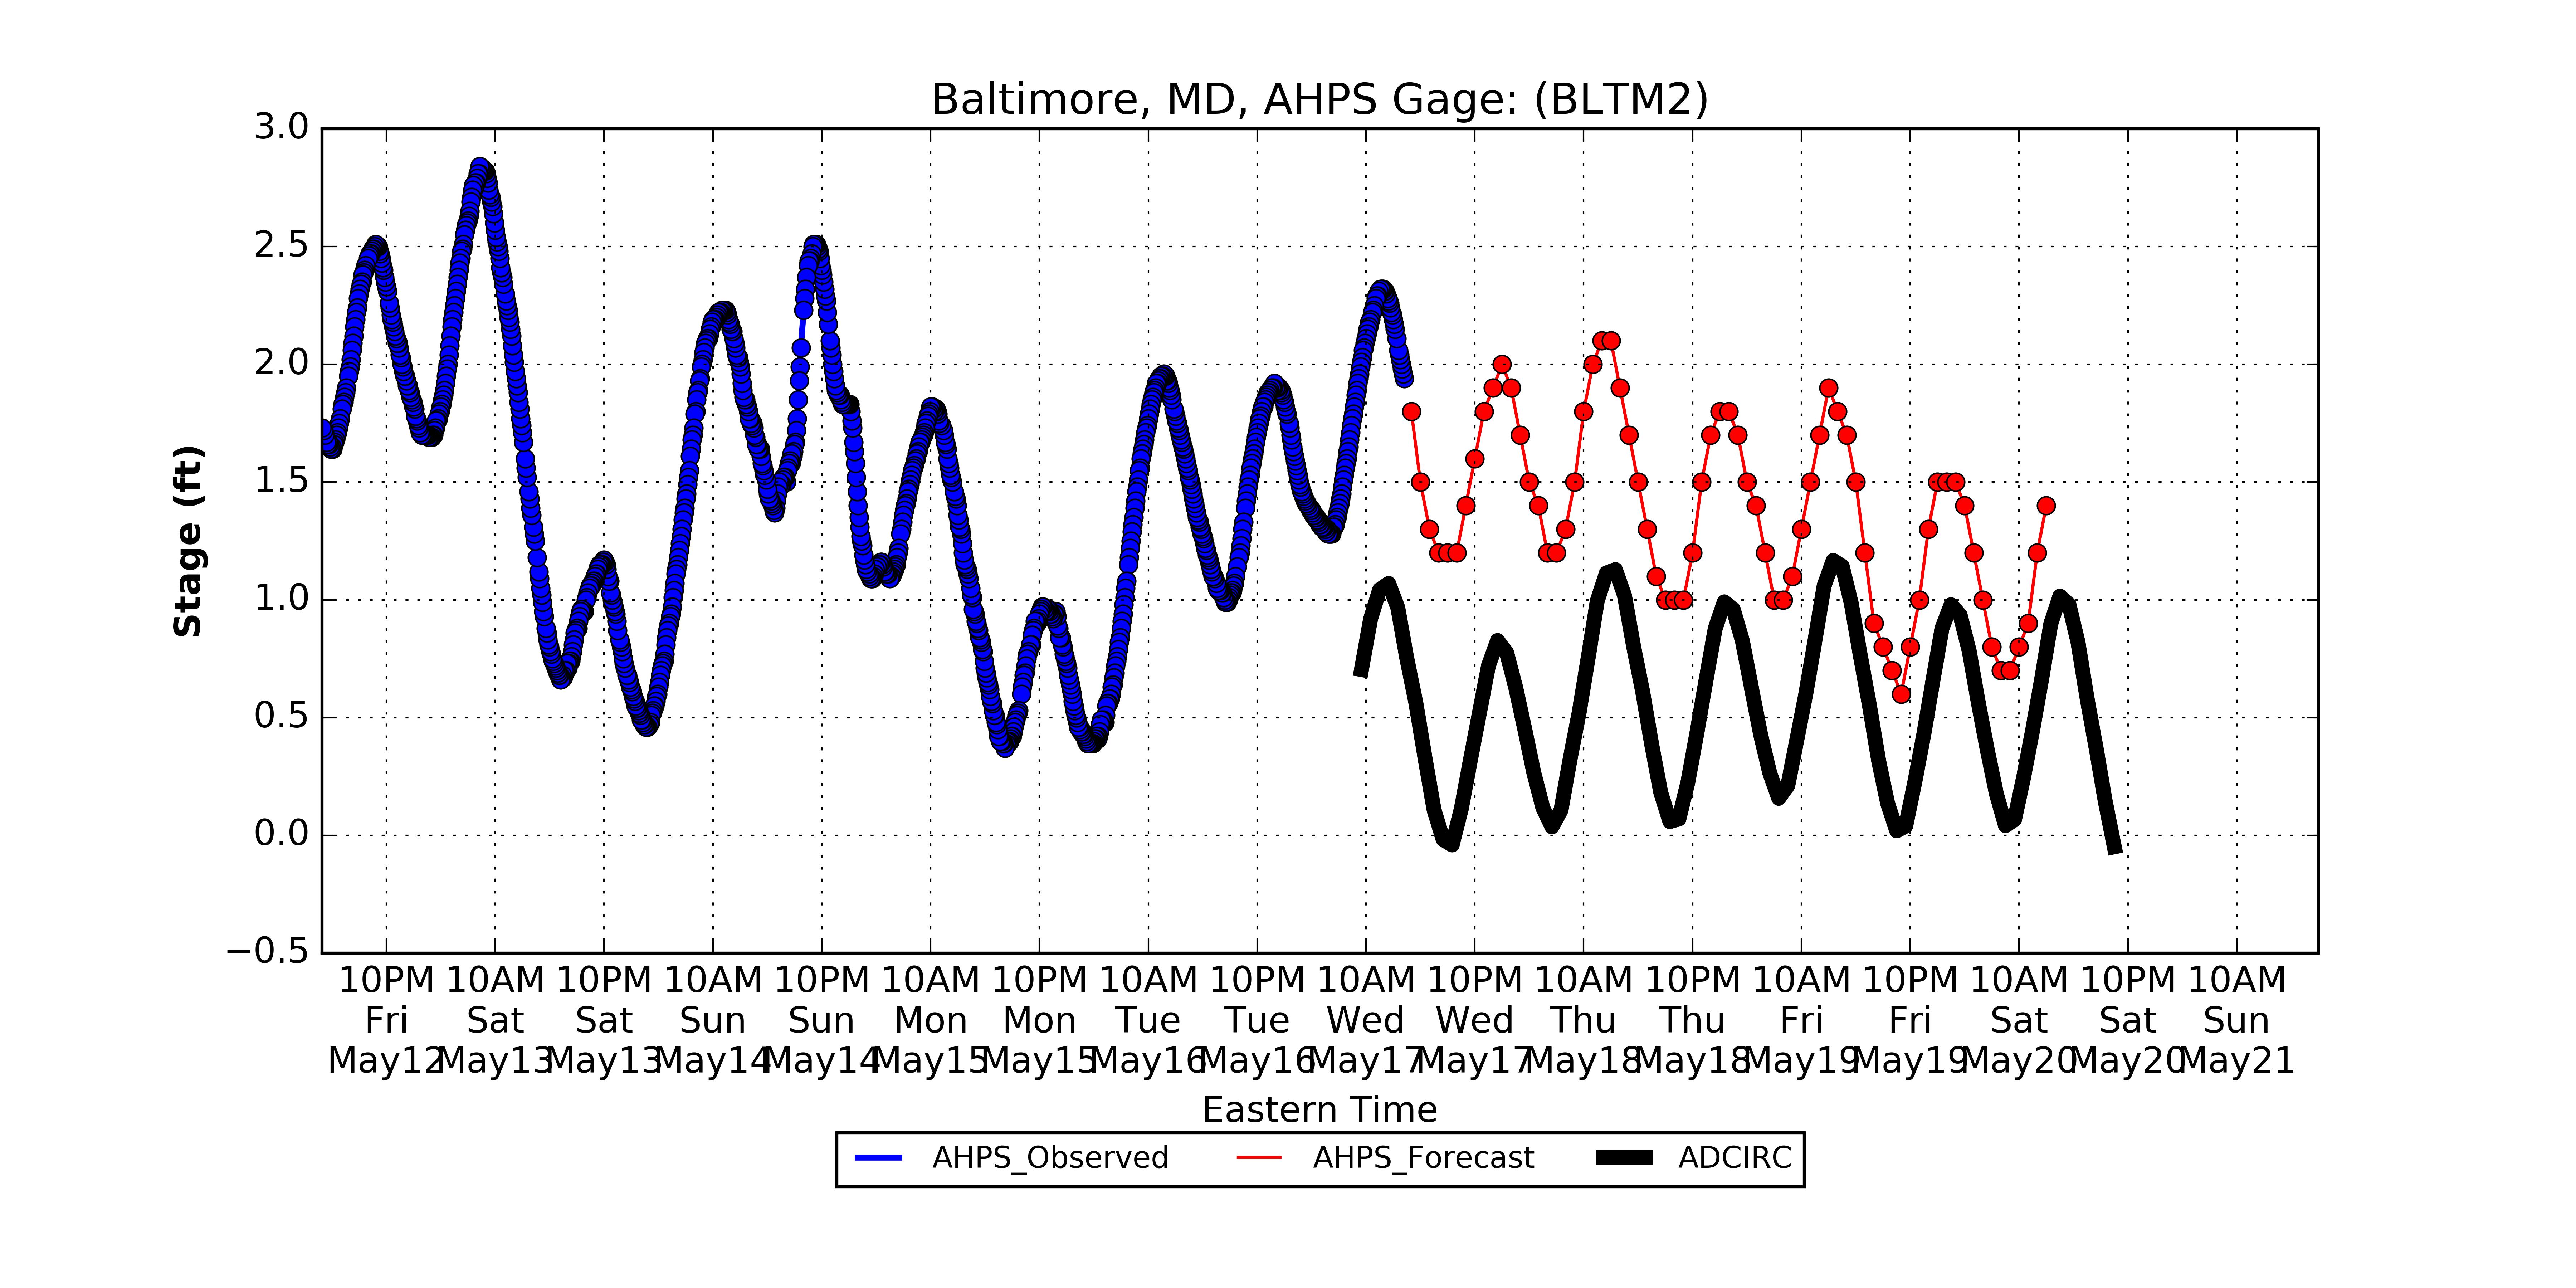 Baltimore, MD, AHPS Gage: (BLTM2)
Stage (ft)
3.0
2.5
2.0
1.5
1.0
0.5
0.0
−0.5
10PM 10AM 10PM 10AM 10PM 10AM 10PM 10AM 10PM 10AM 10PM 10AM 10PM 10AM 10PM 10AM 10PM 10AM
Fri Sat Sat Sun Sun Mon Mon Tue Tue Wed Wed Thu Thu Fri Fri Sat Sat Sun
May12 May13 May13 May14 May14 May15 May15 May16 May16 May17 May17 May18 May18 May19 May19 May20 May20 May21
Eastern Time
AHPS_Observed AHPS_Forecast ADCIRC